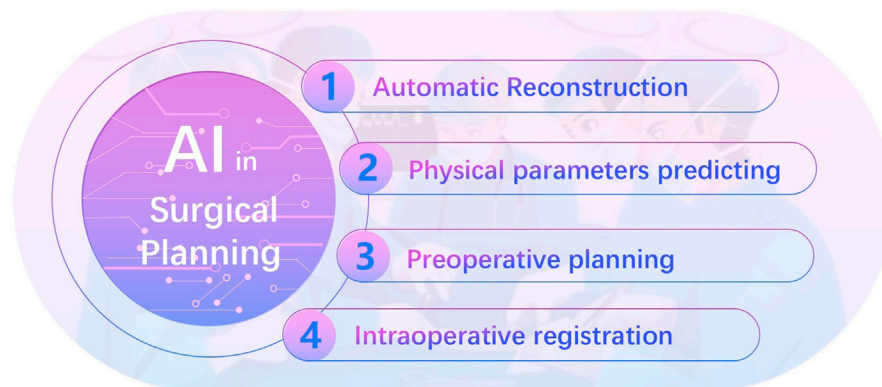 AI in
Surgical
Planning
1 Automatic Reconstruction
2 Physical parameters predicting
3 Preoperative planning
4 Intraoperative registration